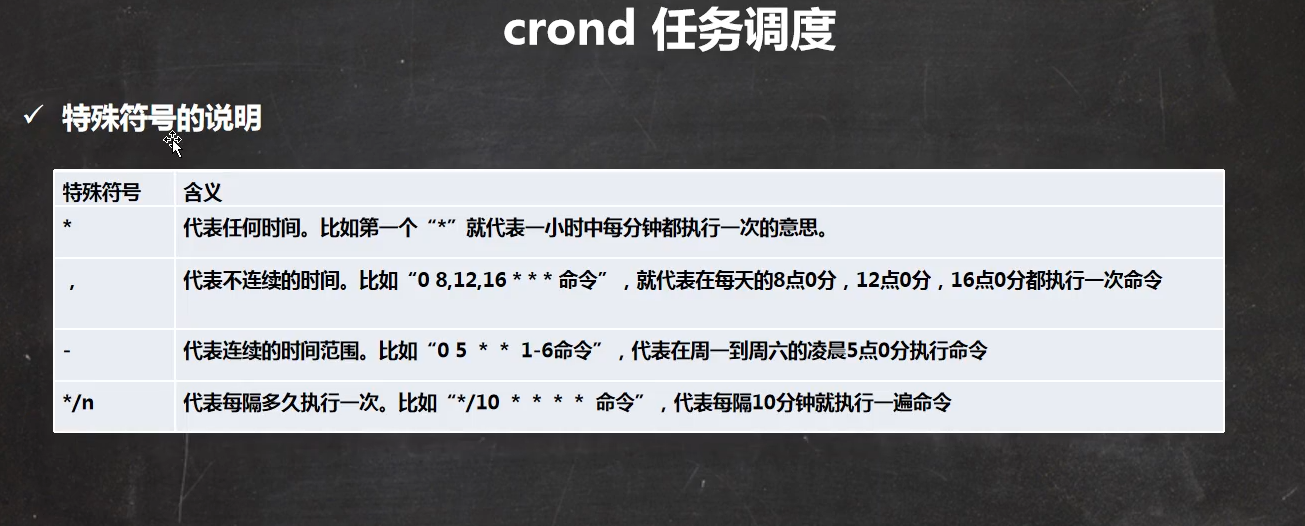 crond 任务调度
✓ 特殊符号的说明
特殊符号 含义
* 代表任何时间。比如第一个“*”就代表一小时中每分钟都执行一次的意思。
， 代表不连续的时间。比如“0 8,12,16 * * * 命令”，就代表在每天的8点0分，12点0分，16点0分都执行一次命令
- 代表连续的时间范围。比如“0 5 * * 1-6命令”，代表在周一到周六的凌晨5点0分执行命令
*/n 代表每隔多久执行一次。比如“*/10 * * * * 命令”，代表每隔10分钟就执行一遍命令